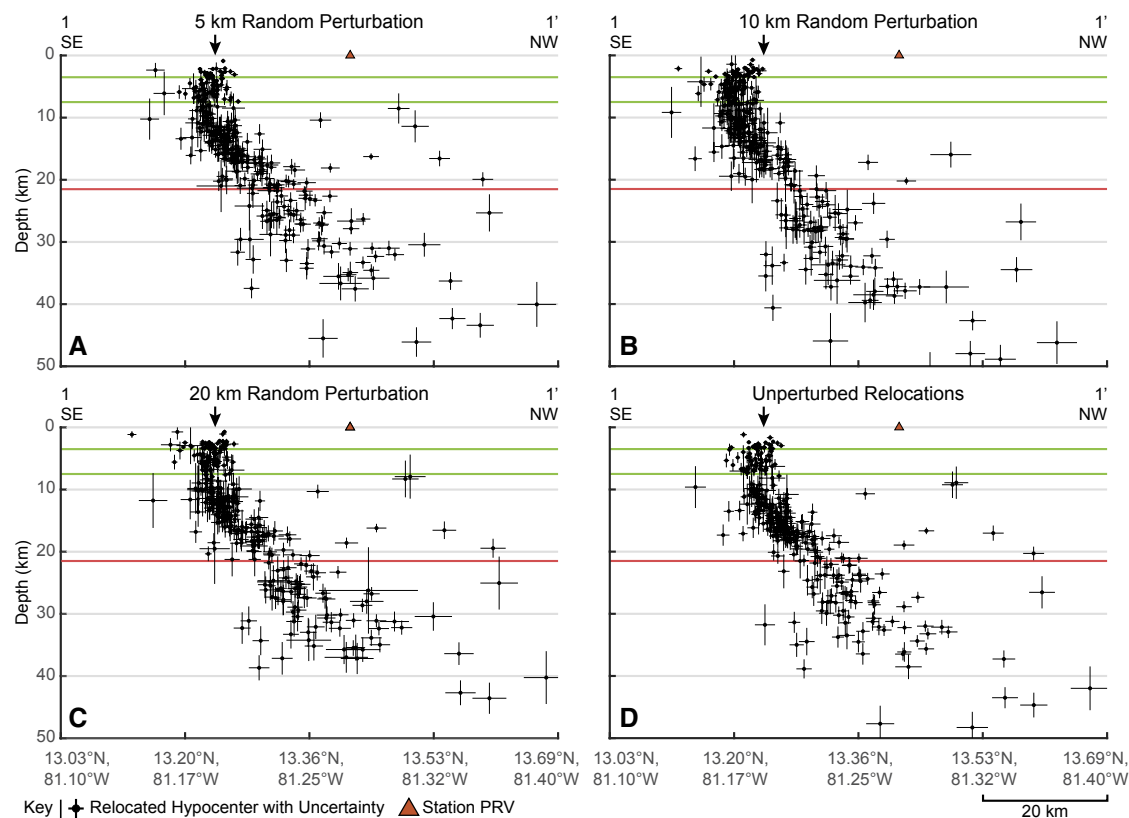 1 5 km Random Perturbation 1’
SE NW
1 10 km Random Perturbation 1’
SE NW
0
10
20
30
40
50
Depth (km)
A
B
1 20 km Random Perturbation 1’
SE NW
1 Unperturbed Relocations 1’
SE NW
0
10
20
30
40
50
Depth (km)
C
D
13.03°N, 13.20°N, 13.36°N, 13.53°N, 13.69°N,
81.10°W 81.17°W 81.25°W 81.32°W 81.40°W
13.03°N, 13.20°N, 13.36°N, 13.53°N, 13.69°N,
81.10°W 81.17°W 81.25°W 81.32°W 81.40°W
Key Relocated Hypocenter with Uncertainty Station PRV
20 km